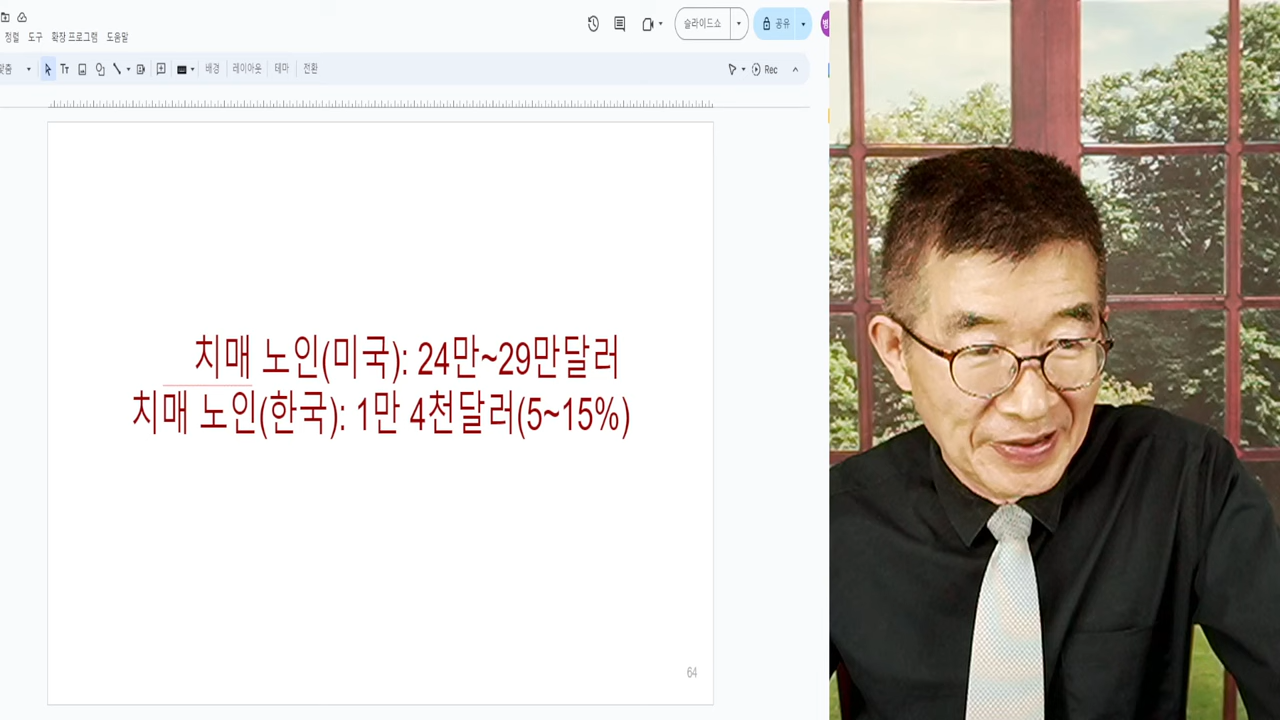 정렬 도구 확장 프로그램 도움말
슬라이드쇼
공유
맞춤
Tт
배경 레이아웃 테마 전환
Rec
치매 노인(미국): 24만~29만달러
치매 노인(한국): 1만 4천달러(5~15%)
64